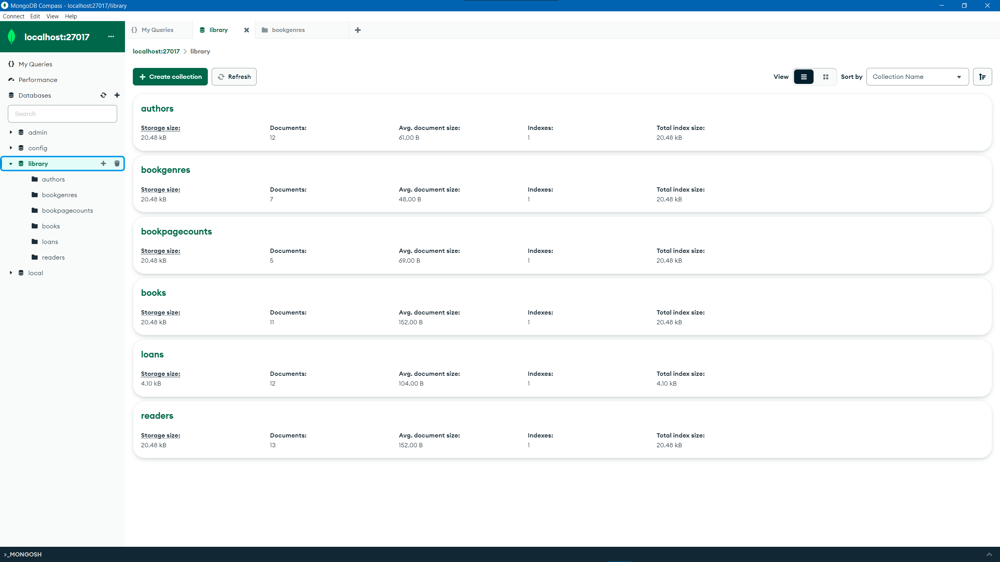 MongoDB Compass - localhost:27017/library
Connect Edit View Help
localhost:27017 ...
My Queries
Performance
Databases
Search
admin
config
library
authors
bookgenres
bookpagecounts
books
loans
readers
local
{} My Queries library bookgenres
localhost:27017 library
Create collection Refresh View Sort by Collection Name
authors
Storage size: Documents: Avg. document size: Indexes: Total index size:
20.48 kB 12 61.00 B 1 20.48 kB
bookgenres
Storage size: Documents: Avg. document size: Indexes: Total index size:
20.48 kB 7 48.00 B 1 20.48 kB
bookpagecounts
Storage size: Documents: Avg. document size: Indexes: Total index size:
20.48 kB 5 69.00 B 1 20.48 kB
books
Storage size: Documents: Avg. document size: Indexes: Total index size:
20.48 kB 11 152.00 B 1 20.48 kB
loans
Storage size: Documents: Avg. document size: Indexes: Total index size:
4.10 kB 12 104.00 B 1 4.10 kB
readers
Storage size: Documents: Avg. document size: Indexes: Total index size:
20.48 kB 13 152.00 B 1 20.48 kB
>_MONGOSH